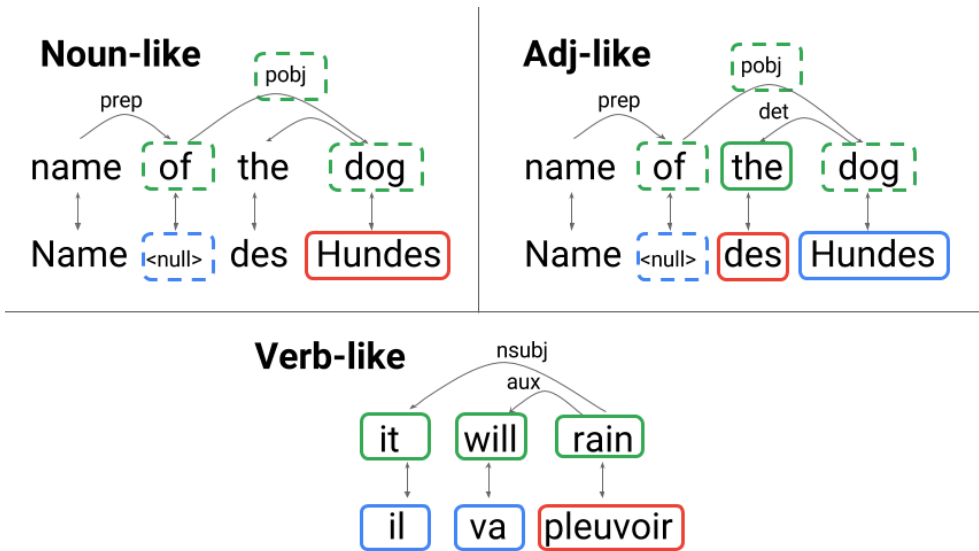 Noun-like
pobj
prep
name of the dog
Name <null> des Hundes
Adj-like
pobj
prep
det
name of the dog
Name <null> des Hundes
Verb-like
nsubj
aux
it will rain
il va pleuvoir